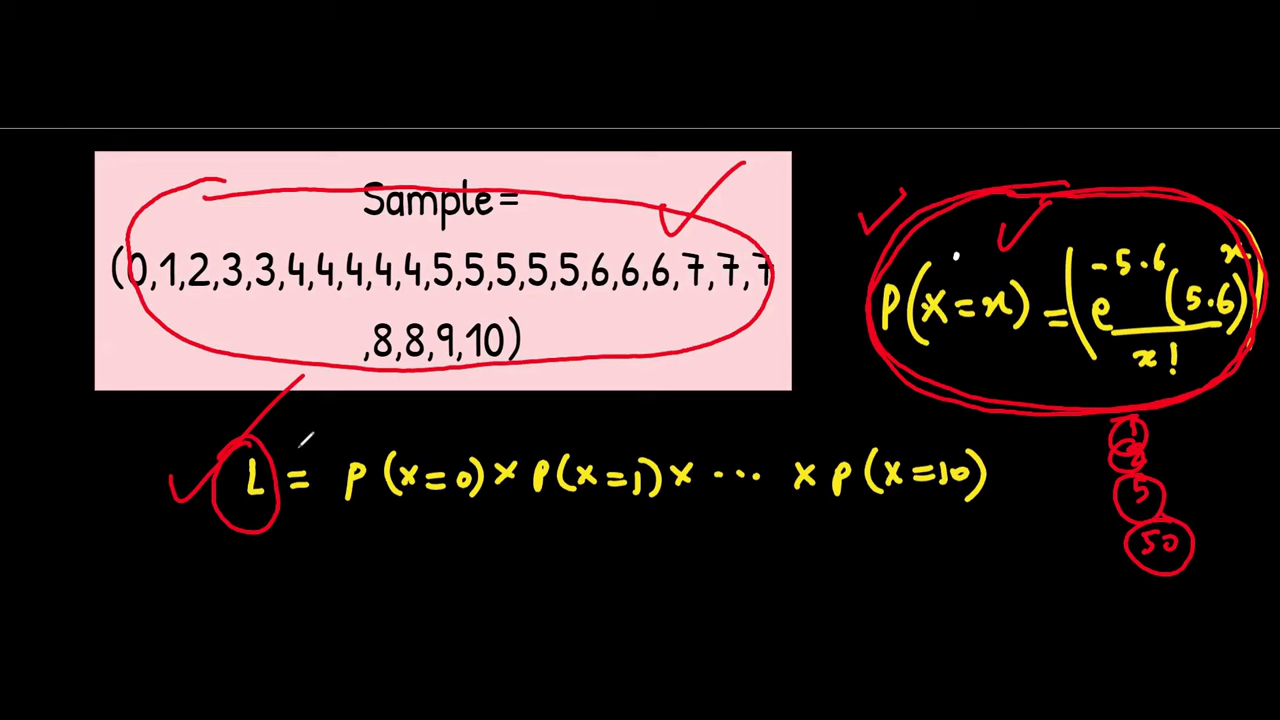 Sample=
(0,1,2,3,3,4,4,4,4,4,5,5,5,5,5,6,6,6,7,7,7
,8,8,9,10)
P(X=x) = (e^-5.6 (5.6)^x / x!)
L = P(X=0) × P(X=1) × ... × P(X=10)
5
50